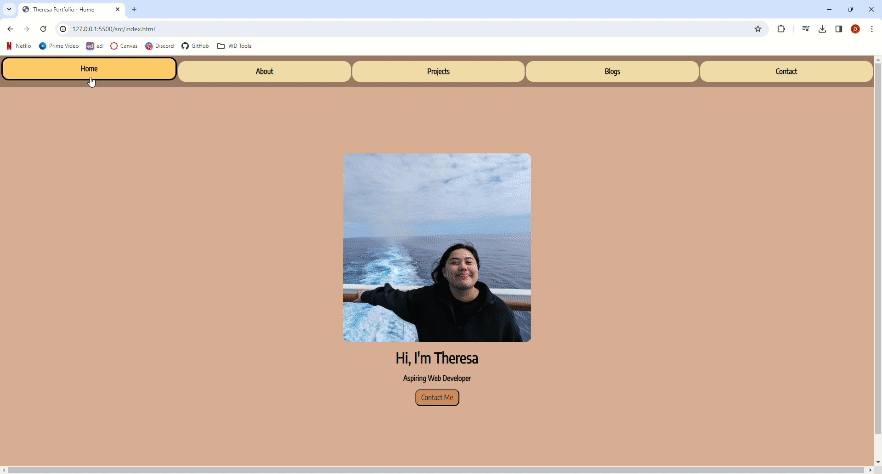 Theresa Portfolio - Home
127.0.0.1:5500/src/index.html
Netflix Prime Video ad Canvas Discord GitHub WD Tools
Home About Projects Blogs Contact
Hi, I'm Theresa
Aspiring Web Developer
Contact Me